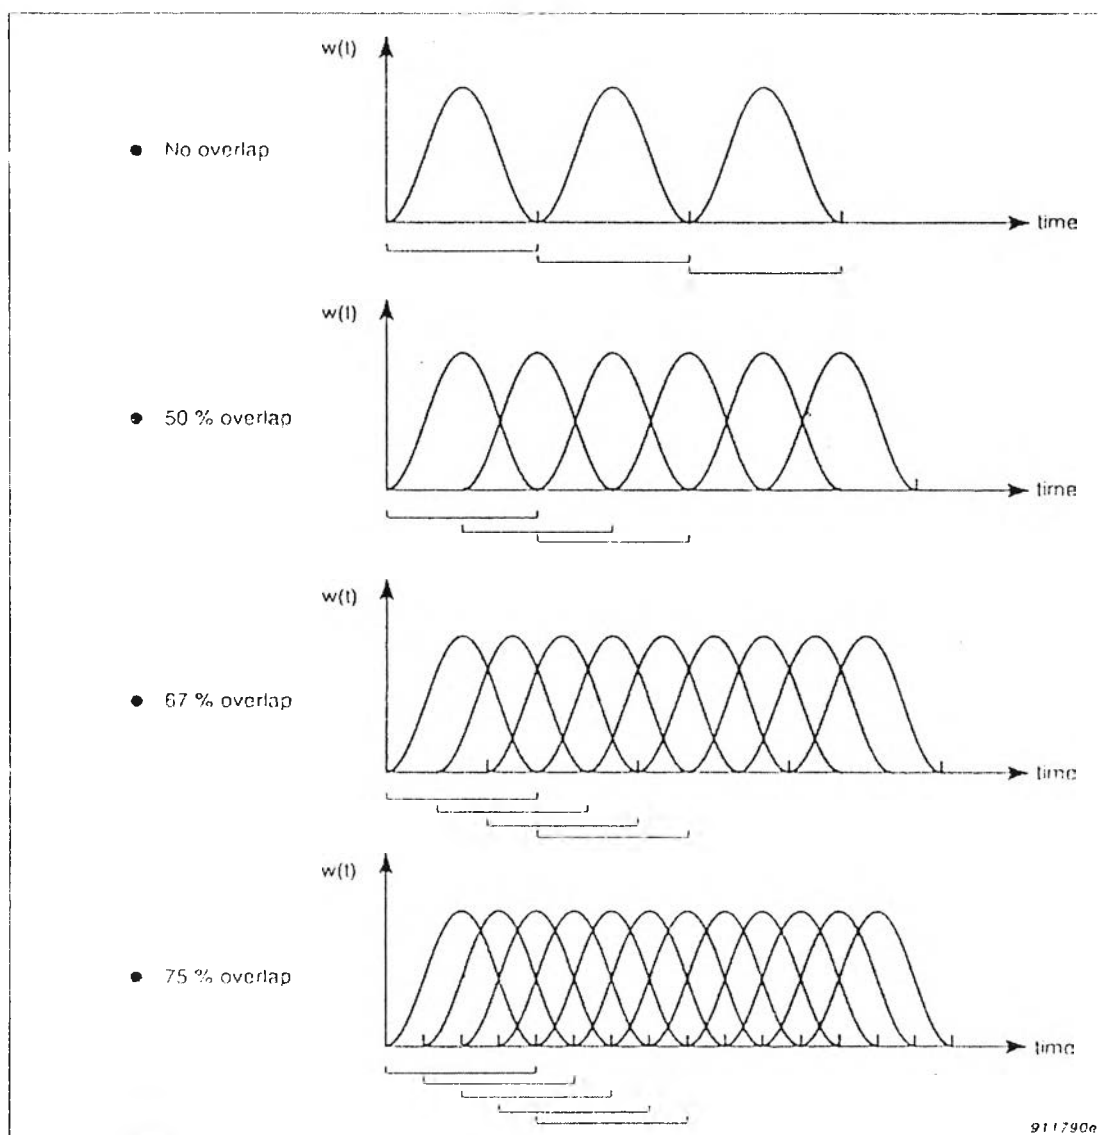 w(t)
No overlap
time
w(t)
50 % overlap
time
w(t)
67 % overlap
time
w(t)
75 % overlap
time
911790e